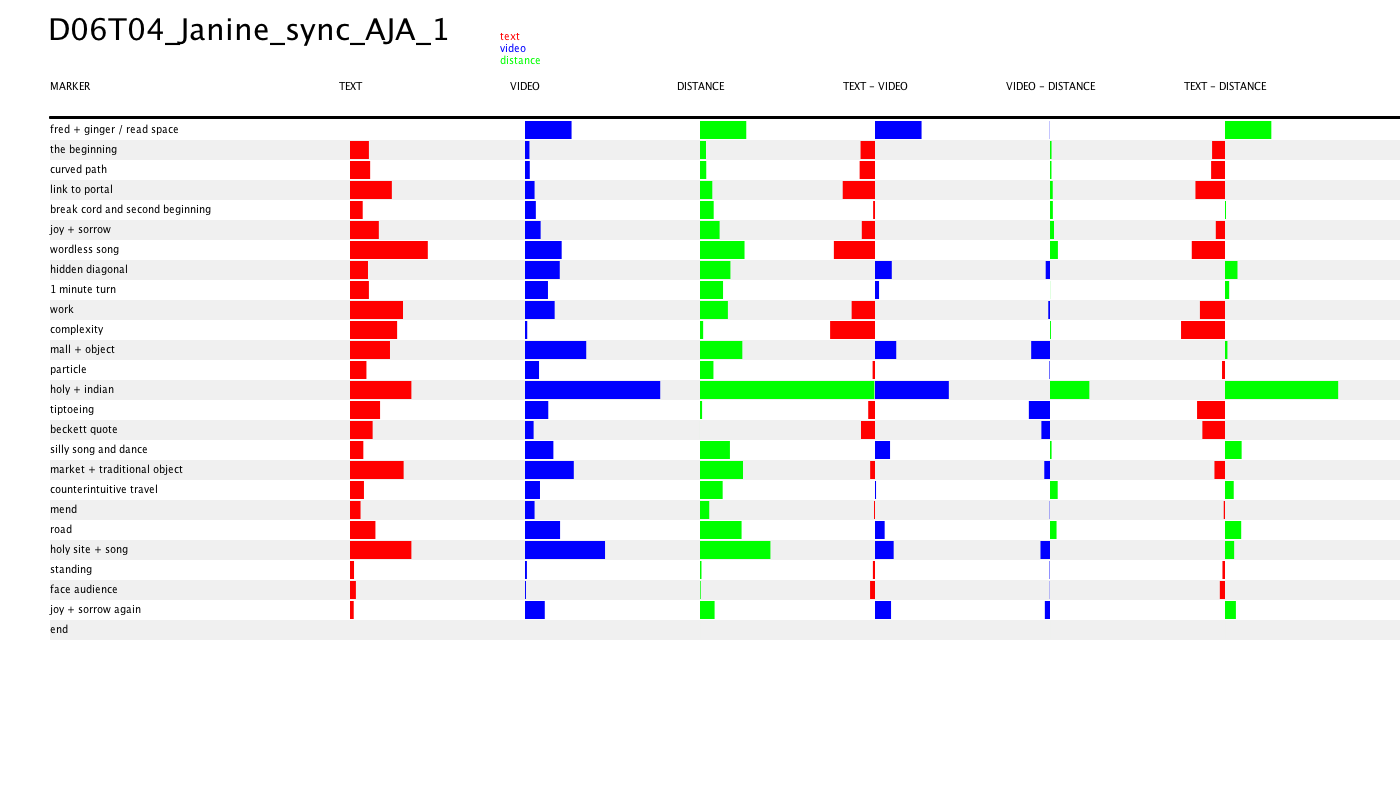 D06T04_Janine_sync_AJA_1
text
video
distance
MARKER TEXT VIDEO DISTANCE TEXT - VIDEO VIDEO - DISTANCE TEXT - DISTANCE
fred + ginger / read space
the beginning
curved path
link to portal
break cord and second beginning
joy + sorrow
wordless song
hidden diagonal
1 minute turn
work
complexity
mall + object
particle
holy + indian
tiptoeing
beckett quote
silly song and dance
market + traditional object
counterintuitive travel
mend
road
holy site + song
standing
face audience
joy + sorrow again
end